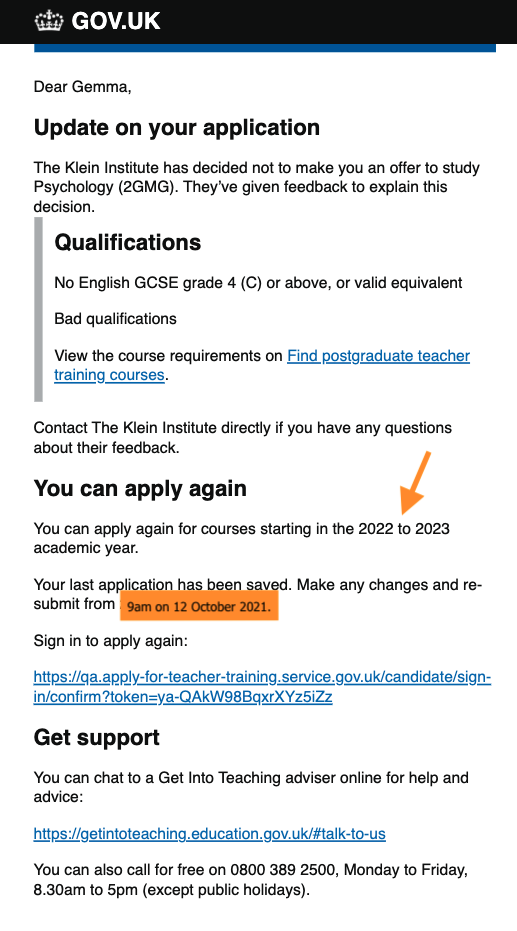 GOV.UK
Dear Gemma,
Update on your application
The Klein Institute has decided not to make you an offer to study
Psychology (2GMG). They’ve given feedback to explain this
decision.
Qualifications
No English GCSE grade 4 (C) or above, or valid equivalent
Bad qualifications
View the course requirements on Find postgraduate teacher
training courses.
Contact The Klein Institute directly if you have any questions
about their feedback.
You can apply again
You can apply again for courses starting in the 2022 to 2023
academic year.
Your last application has been saved. Make any changes and re-
submit from 9am on 12 October 2021.
Sign in to apply again:
https://qa.apply-for-teacher-training.service.gov.uk/candidate/sign-
in/confirm?token=ya-QAkW98BqxrXYz5iZz
Get support
You can chat to a Get Into Teaching adviser online for help and
advice:
https://getintoteaching.education.gov.uk/#talk-to-us
You can also call for free on 0800 389 2500, Monday to Friday,
8.30am to 5pm (except public holidays).